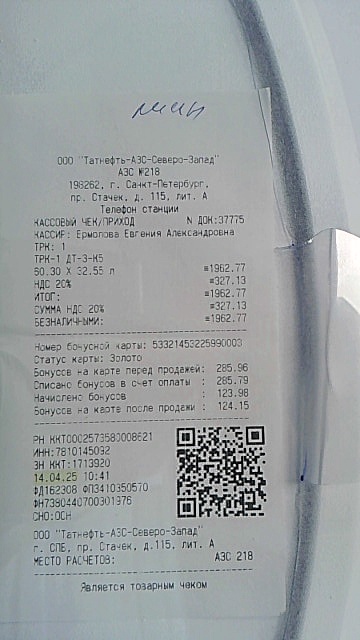 ООО "Татнефть-АЗС-Северо-Запад"
АЗС №218
198262, г. Санкт-Петербург,
пр. Стачек, д. 115, лит. А
Телефон станции
КАССОВЫЙ ЧЕК/ПРИХОД N ДОК:37775
КАССИР: Ермолова Евгения Александровна
ТРК: 1
ТРК-1 ДТ-3-К5
60.30 X 32.55 л =1962.77
НДС 20% =327.13
ИТОГ: =1962.77
СУММА НДС 20% =327.13
БЕЗНАЛИЧНЫМИ: =1962.77
Номер бонусной карты: 53321453225990003
Статус карты: Золото
Бонусов на карте перед продажей: 285.96
Списано бонусов в счет оплаты : 285.79
Начислено бонусов : 123.98
Бонусов на карте после продажи : 124.15
РН ККТ0002573583008621
ИНН:7810145092
ЗН ККТ:1713920
14.04.25 10:41
ФД162308 ФП3410350570
ФН7380440700301976
СНО:ОСН
ООО "Татнефть-АЗС-Северо-Запад"
г. СПБ, пр. Стачек, д.115, лит. А
МЕСТО РАСЧЕТОВ: АЗС 218
Является товарным чеком